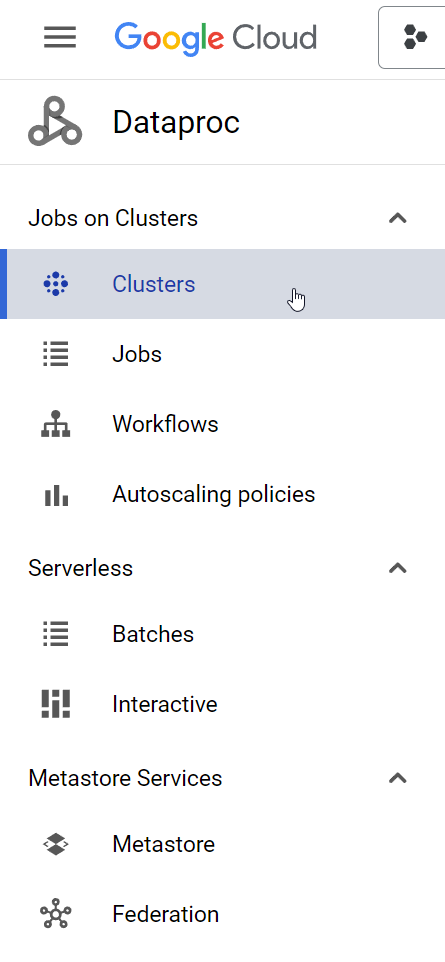 Google Cloud
Dataproc
Jobs on Clusters
Clusters
Jobs
Workflows
Autoscaling policies
Serverless
Batches
Interactive
Metastore Services
Metastore
Federation